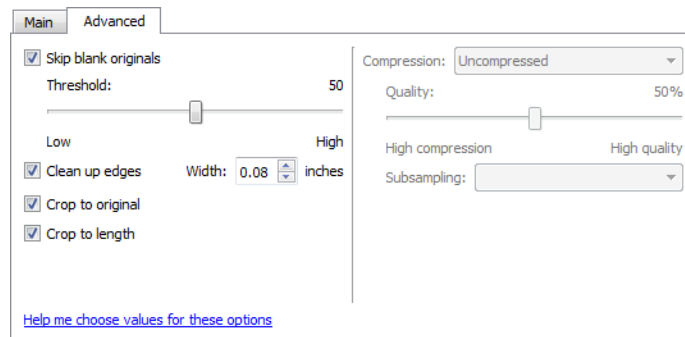 Main Advanced
Skip blank originals
Threshold: 50
Low High
Clean up edges Width: 0.08 inches
Crop to original
Crop to length
Help me choose values for these options
Compression: Uncompressed
Quality: 50%
High compression High quality
Subsampling: